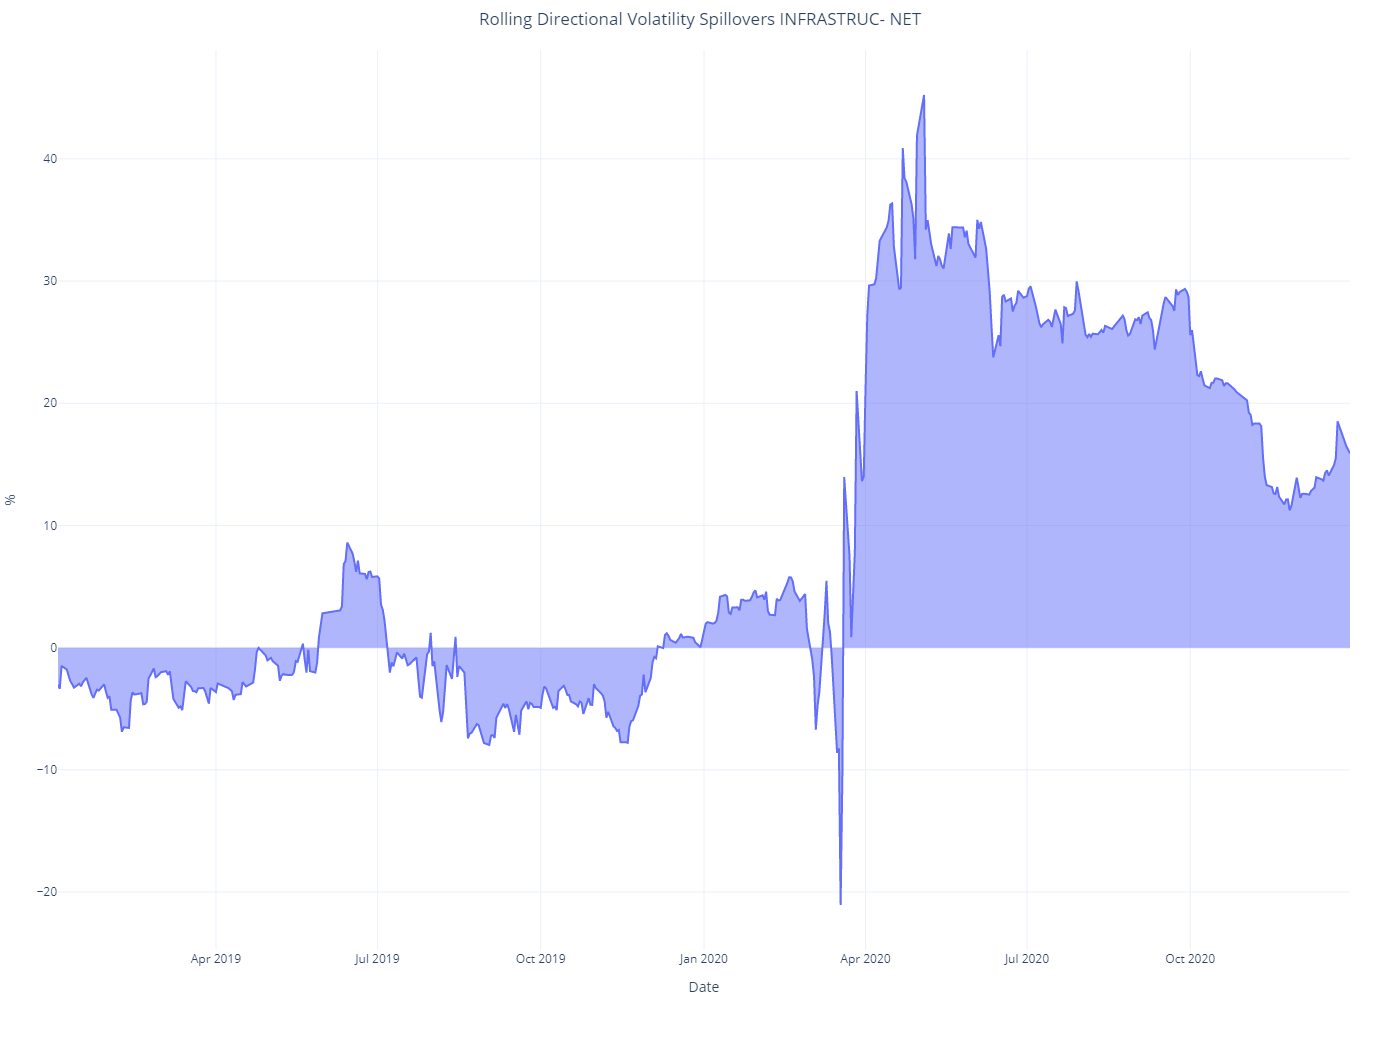 Rolling Directional Volatility Spillovers INFRASTRUC- NET
40
30
20
10
0
−10
−20
%
Apr 2019
Jul 2019
Oct 2019
Jan 2020
Apr 2020
Jul 2020
Oct 2020
Date